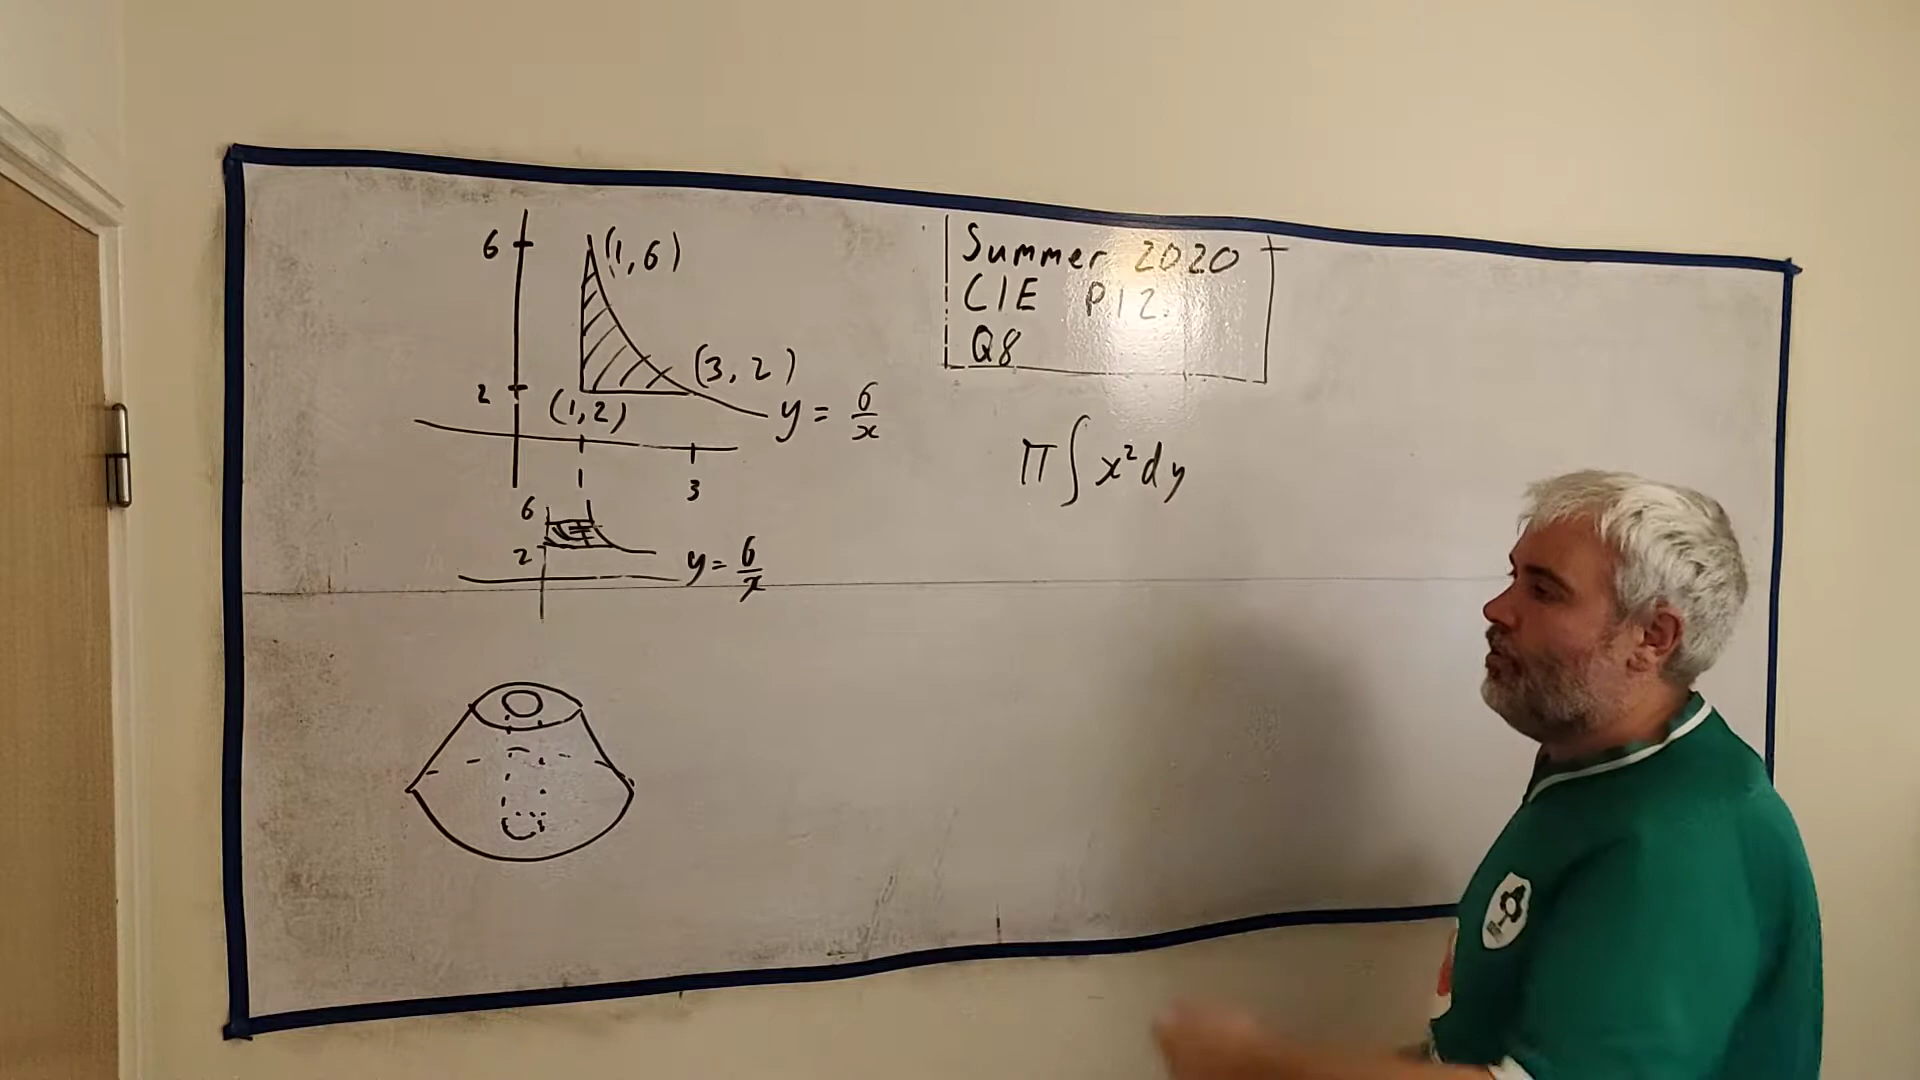 6
(1,6)
2
(3, 2)
(1,2)
y = 6/x
1
3
6
2
y = 6/x
Summer 2020
CIE P12.
Q8
π∫x²dy